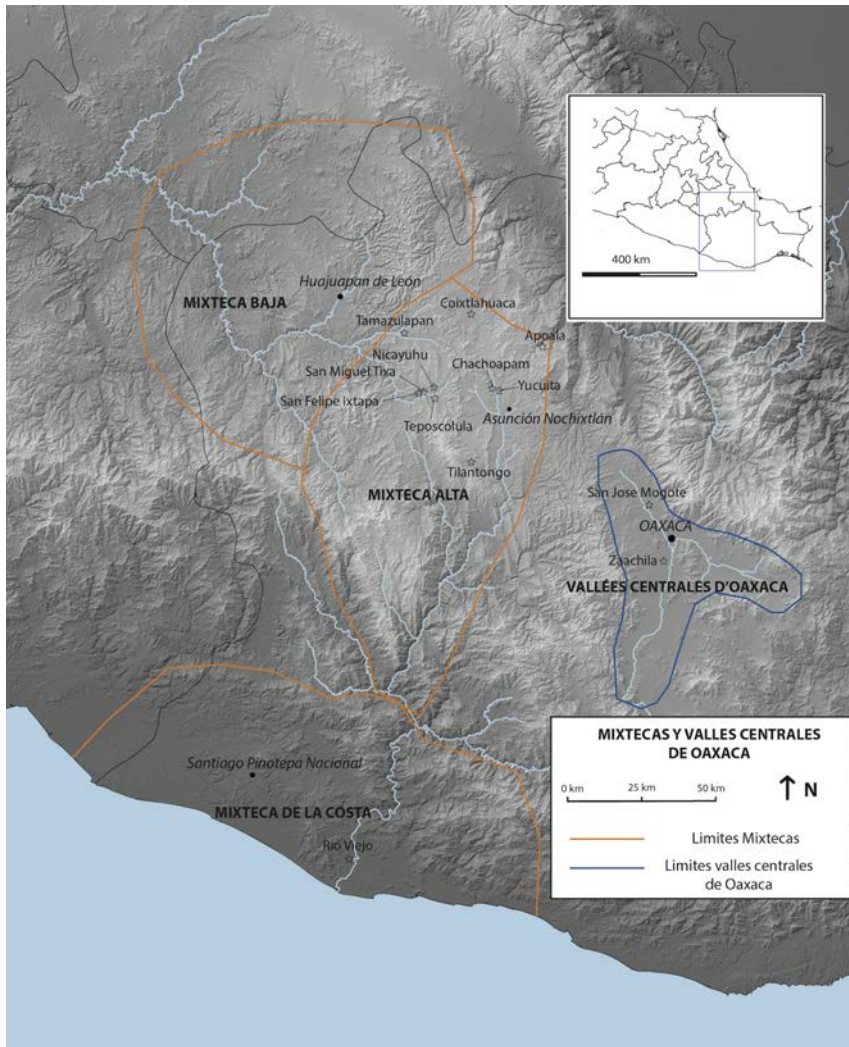 400 km
Huajuapan de León
MIXTECA BAJA
Coixtlahuaca
Tamazulapan
Apoala
Nicayuhu
Chachoapam
San Miguel Tixa
Yucuita
San Felipe Ixtapa
Asunción Nochixtlán
Teposcolula
Tilantongo
MIXTECA ALTA
San Jose Mogote
OAXACA
Zaachila
VALLÉES CENTRALES D'OAXACA
MIXTECAS Y VALLES CENTRALES
DE OAXACA
Santiago Pinotepa Nacional
0 km 25 km 50 km
N
MIXTECA DE LA COSTA
Limites Mixtecas
Rio Viejo
Limites valles centrales
de Oaxaca